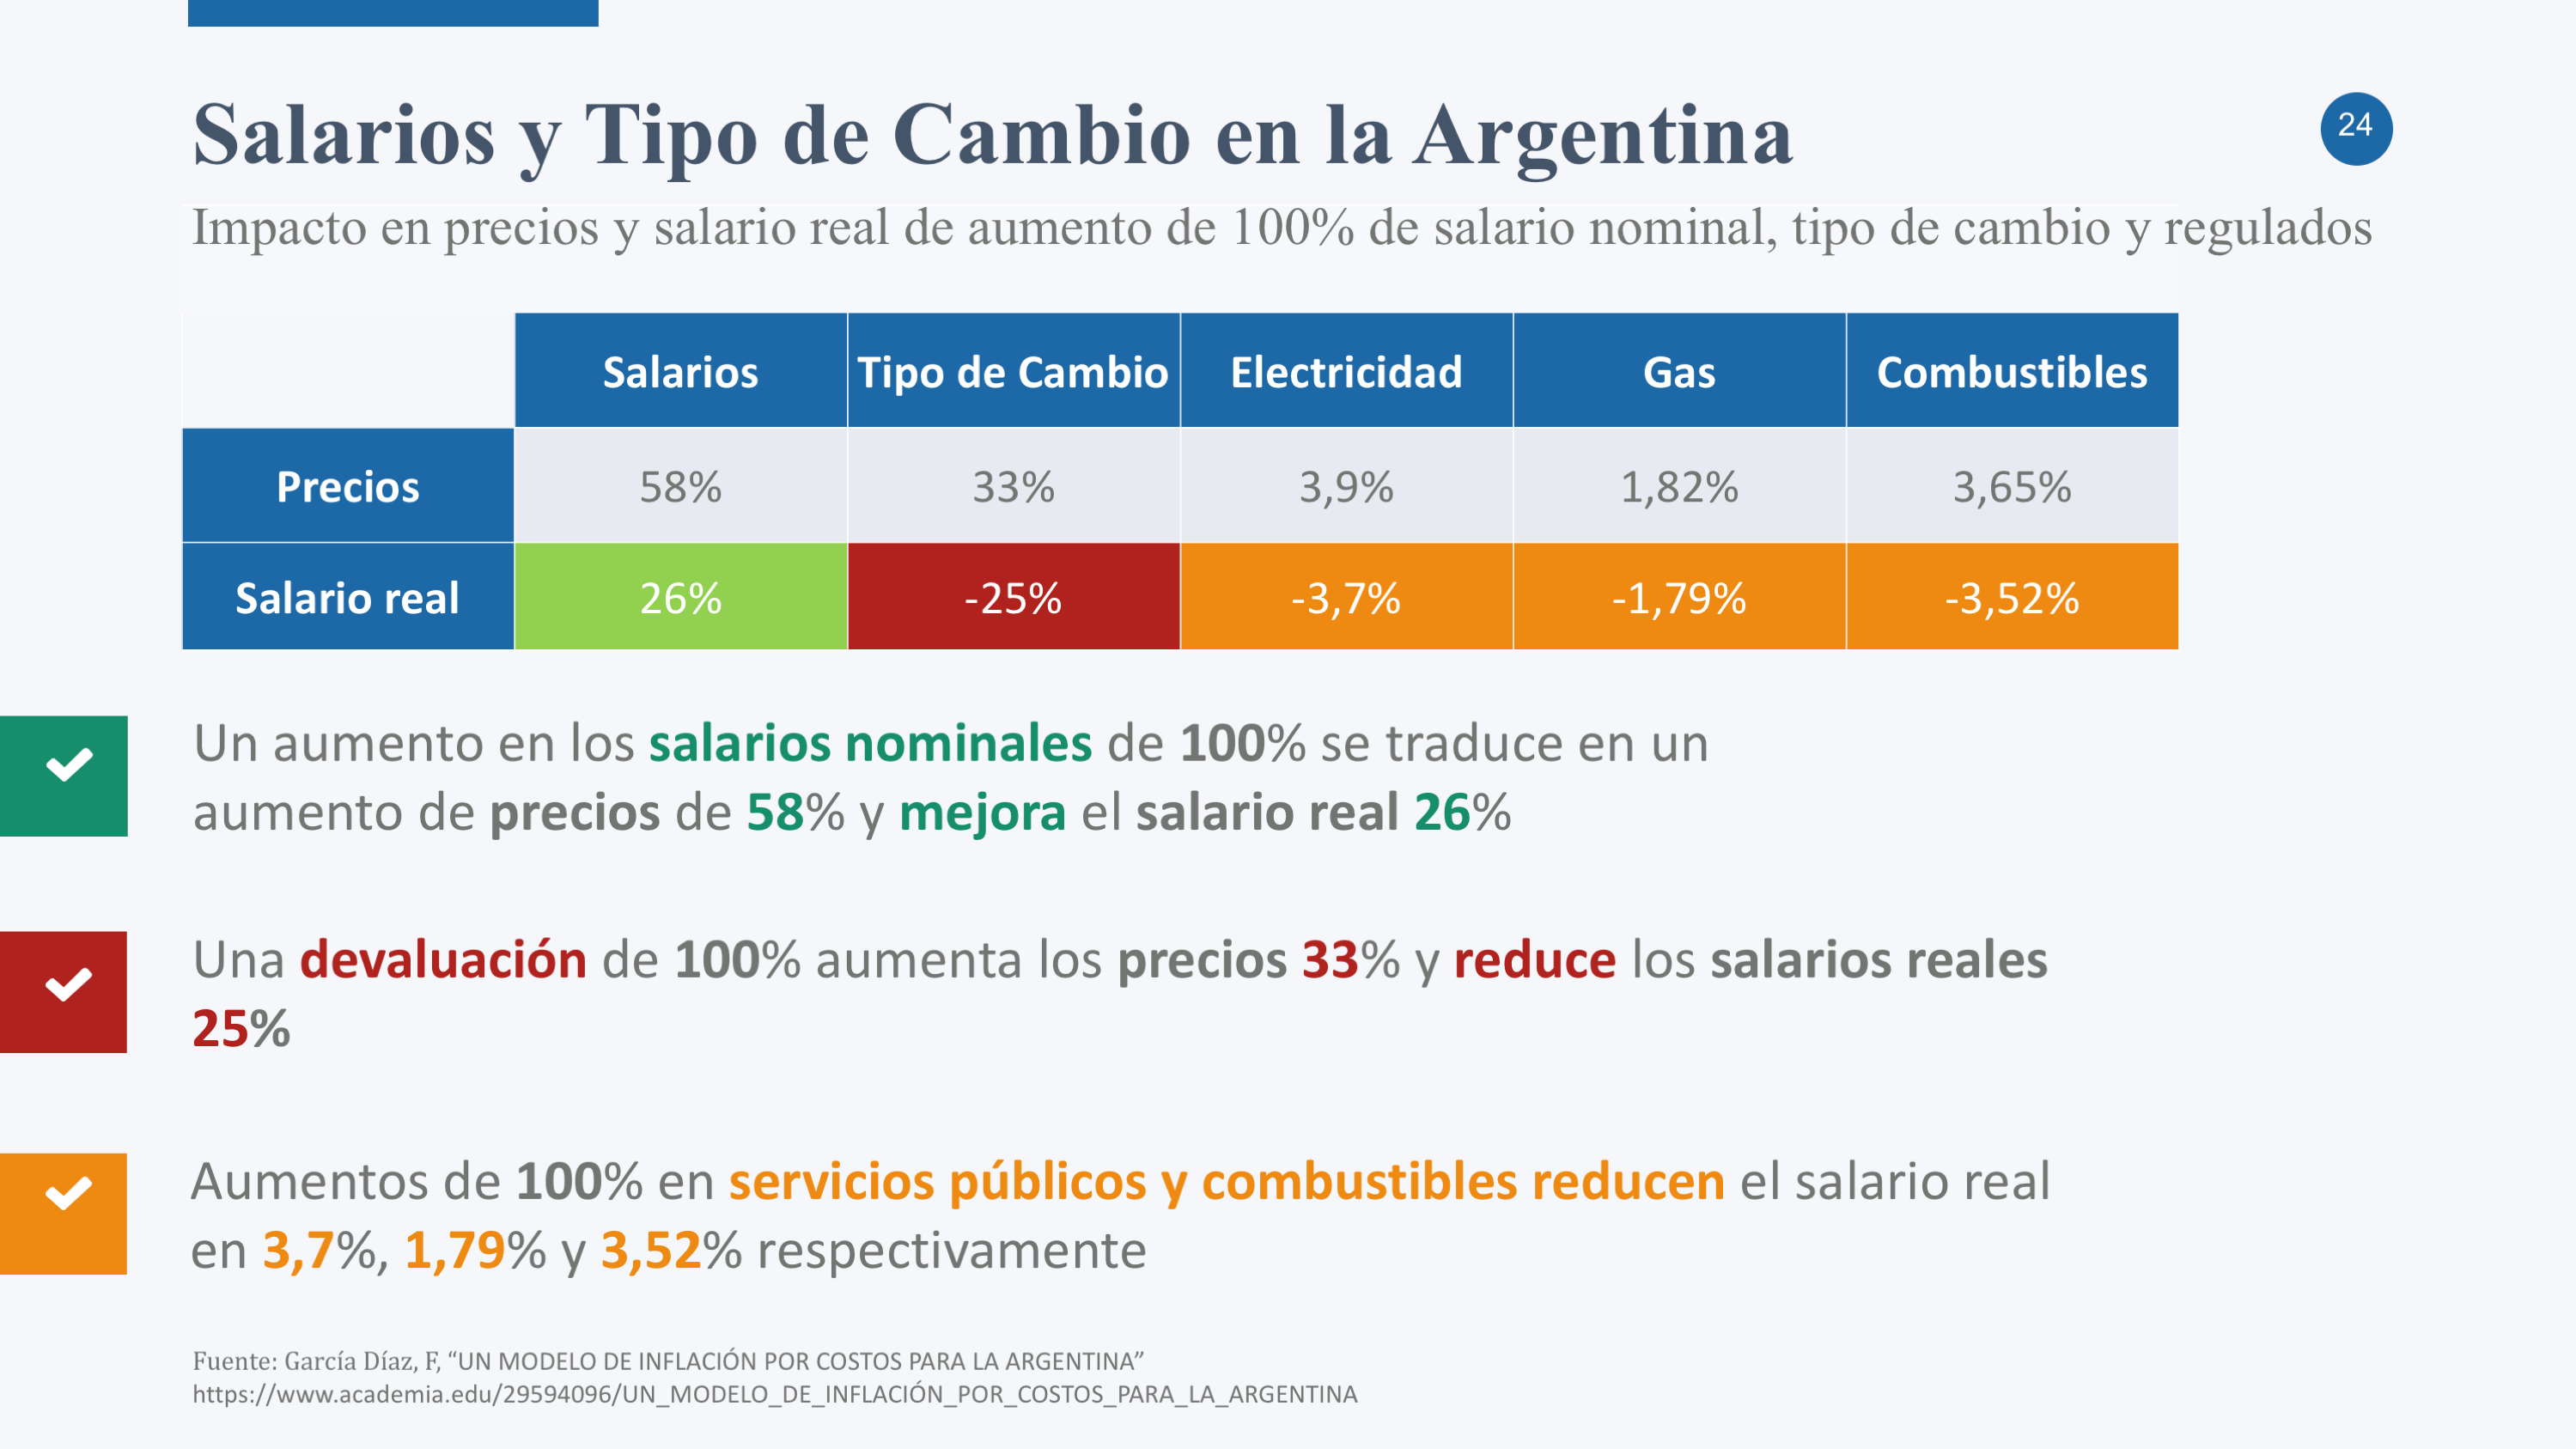 Salarios y Tipo de Cambio en la Argentina
24
Impacto en precios y salario real de aumento de 100% de salario nominal, tipo de cambio y regulados
Salarios Tipo de Cambio Electricidad Gas Combustibles
Precios 58% 33% 3,9% 1,82% 3,65%
Salario real 26% -25% -3,7% -1,79% -3,52%
Un aumento en los salarios nominales de 100% se traduce en un
aumento de precios de 58% y mejora el salario real 26%
Una devaluación de 100% aumenta los precios 33% y reduce los salarios reales
25%
Aumentos de 100% en servicios públicos y combustibles reducen el salario real
en 3,7%, 1,79% y 3,52% respectivamente
Fuente: García Díaz, F, “UN MODELO DE INFLACIÓN POR COSTOS PARA LA ARGENTINA”
https://www.academia.edu/29594096/UN_MODELO_DE_INFLACIÓN_POR_COSTOS_PARA_LA_ARGENTINA